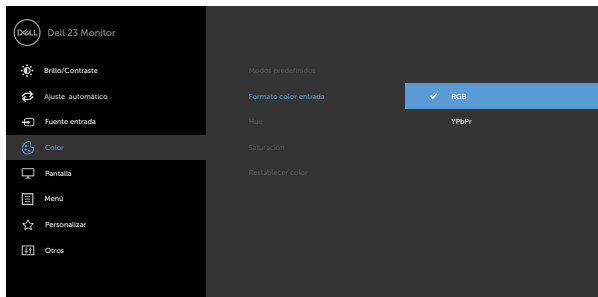 DELL
Dell 23 Monitor
Brillo/Contraste
Ajuste automático
Fuente entrada
Color
Pantalla
Menú
Personalizar
Otros
Modos predefinidos
Formato color entrada
Hue
Saturación
Restablecer color
RGB
YPbPr